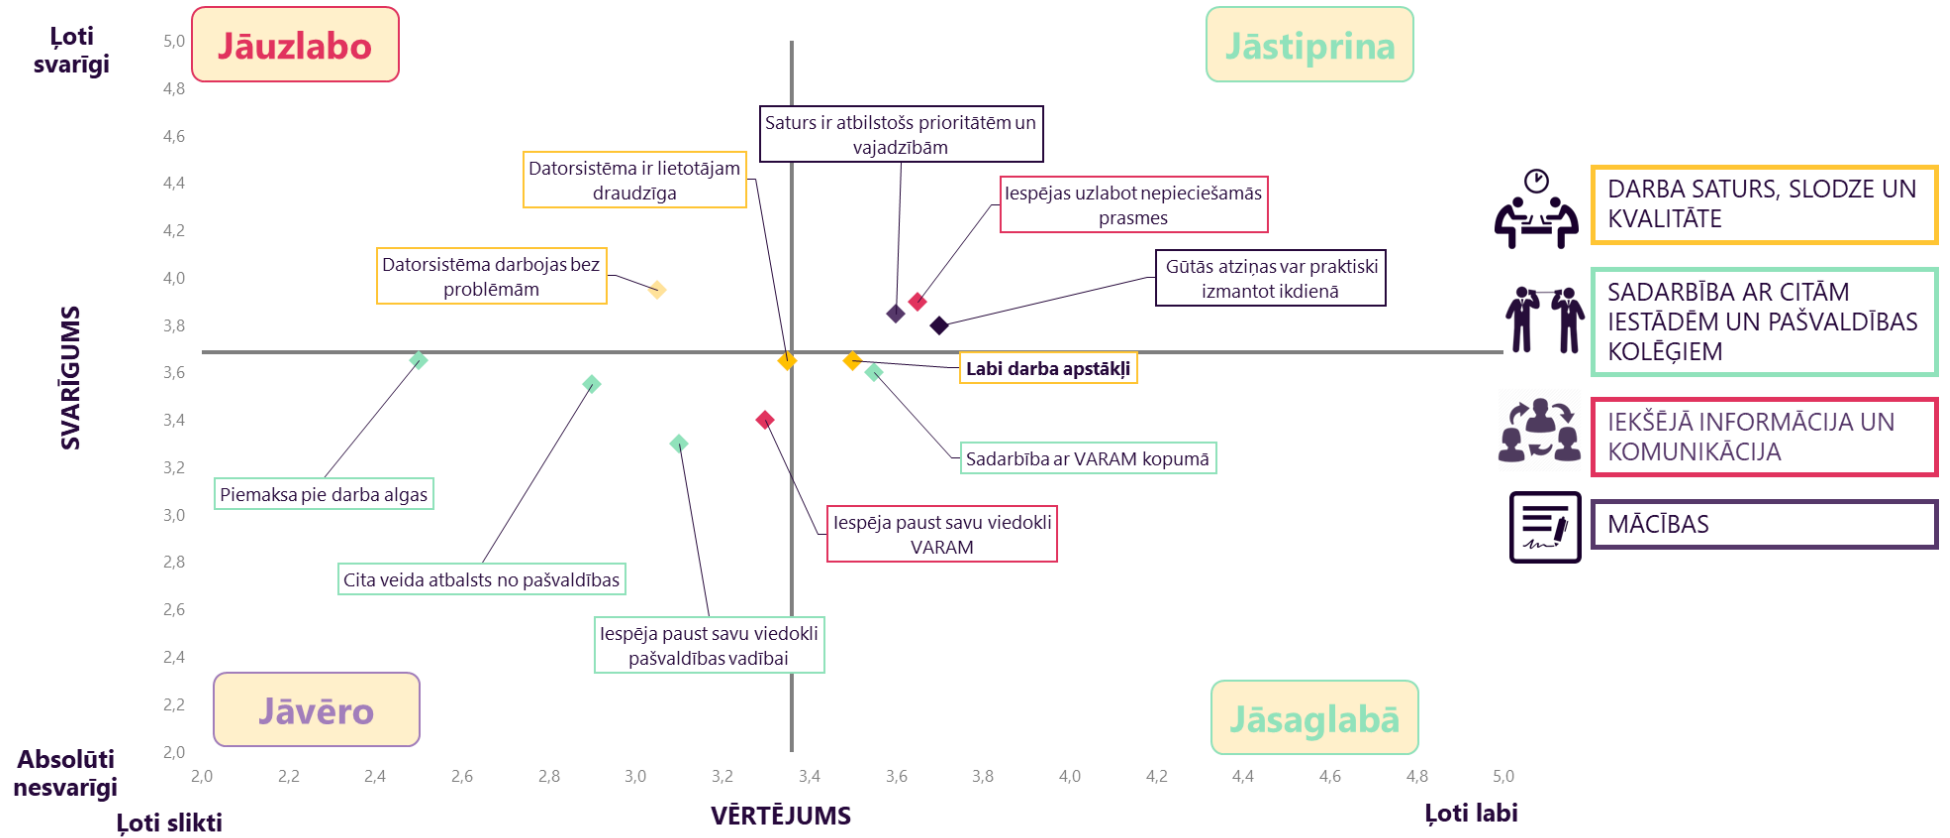 Ļoti
svarīgi
Jāuzlabo
Jāstiprina
5,0
4,8
4,6
4,4
4,2
4,0
3,8
3,6
3,4
3,2
3,0
2,8
2,6
2,4
2,2
2,0
SVARĪGUMS
Saturs ir atbilstošs prioritātēm un
vajadzībām
Datorsistēma ir lietotājam
draudzīga
Iespējas uzlabot nepieciešamās
prasmes
Datorsistēma darbojas bez
problēmām
Gūtās atziņas var praktiski
izmantot ikdienā
Labi darba apstākļi
Sadarbība ar VARAM kopumā
Piemaksa pie darba algas
Iespēja paust savu viedokli
VARAM
Cita veida atbalsts no pašvaldības
Iespēja paust savu viedokli
pašvaldības vadībai
Jāvēro
Jāsaglabā
Absolūti
nesvarīgi
2,0
2,2
2,4
2,6
2,8
3,0
3,2
3,4
3,6
3,8
4,0
4,2
4,4
4,6
4,8
5,0
Ļoti slikti
VĒRTĒJUMS
Ļoti labi
DARBA SATURS, SLODZE UN
KVALITĀTE
SADARBĪBA AR CITĀM
IESTĀDĒM UN PAŠVALDĪBAS
KOLĒĢIEM
IEKŠĒJĀ INFORMĀCIJA UN
KOMUNIKĀCIJA
MĀCĪBAS